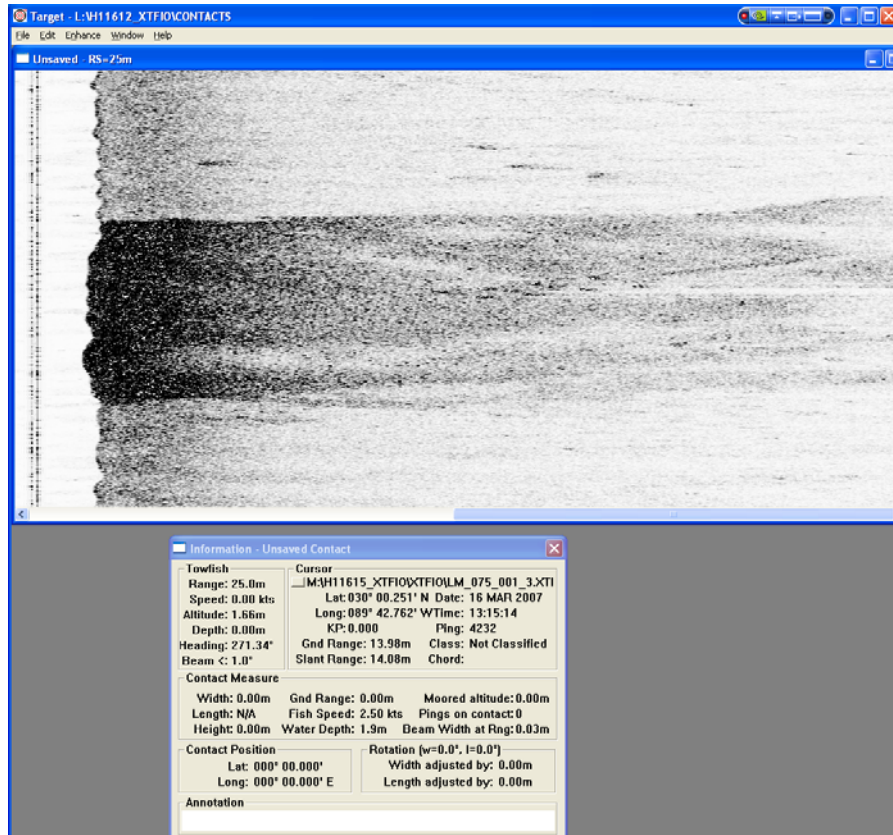 Target - L:\H11612_XTFIO\CONTACTS
File Edit Enhance Window Help
Unsaved - RS=25m
Information - Unsaved Contact
Towfish
Range: 25.0m
Speed: 0.00 kts
Altitude: 1.66m
Depth: 0.00m
Heading: 271.34°
Beam <: 1.0°
Cursor
M:\H11615_XTFIO\XTFIO\LM_075_001_3.XTI
Lat: 030° 00.251' N Date: 16 MAR 2007
Long: 089° 42.762' W Time: 13:15:14
KP: 0.000 Ping: 4232
Gnd Range: 13.98m Class: Not Classified
Slant Range: 14.08m Chord:
Contact Measure
Width: 0.00m Gnd Range: 0.00m Moored altitude: 0.00m
Length: N/A Fish Speed: 2.50 kts Pings on contact: 0
Height: 0.00m Water Depth: 1.9m Beam Width at Rng: 0.03m
Contact Position
Lat: 000° 00.000'
Long: 000° 00.000' E
Rotation (w=0.0°, l=0.0°)
Width adjusted by: 0.00m
Length adjusted by: 0.00m
Annotation